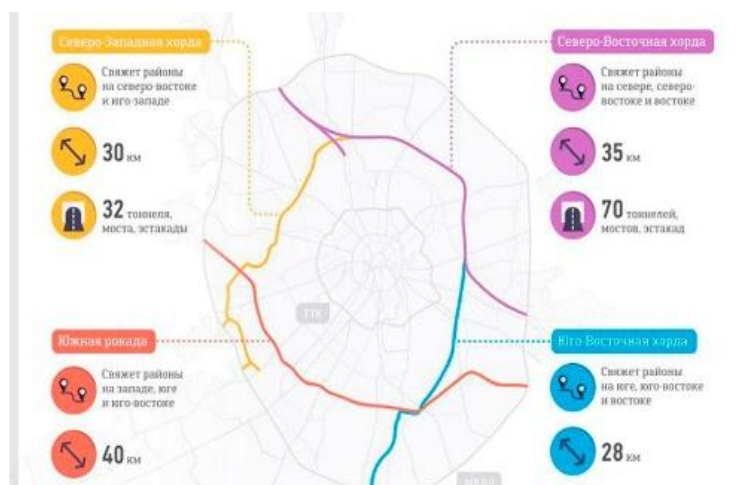 Северо-Западная хорда
Свяжет районы
на северо-востоке
и юго-западе
30 км
32 тоннеля,
моста, эстакады
Северо-Восточная хорда
Свяжет районы
на севере, северо-
востоке и востоке
35 км
70 тоннелей,
мостов, эстакад
ТТК
Южная рокада
Свяжет районы
на западе, юге
и юго-востоке
40 км
Юго-Восточная хорда
Свяжет районы
на юге, юго-востоке
и востоке
28 км
МКАД